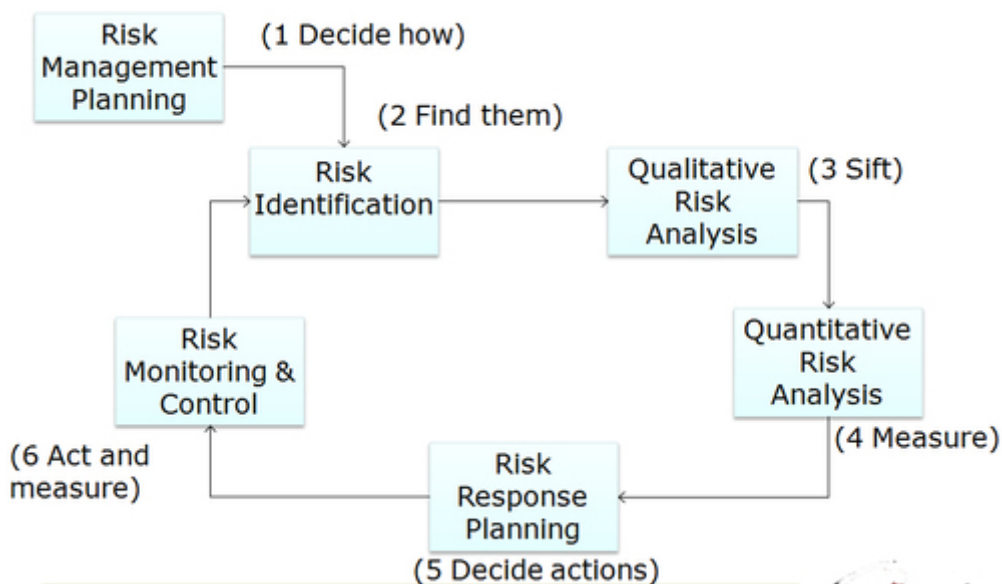 Risk
Management
Planning
(1 Decide how)
(2 Find them)
Risk
Identification
Qualitative
Risk
Analysis
(3 Sift)
Quantitative
Risk
Analysis
(4 Measure)
Risk
Response
Planning
(5 Decide actions)
Risk
Monitoring &
Control
(6 Act and
measure)